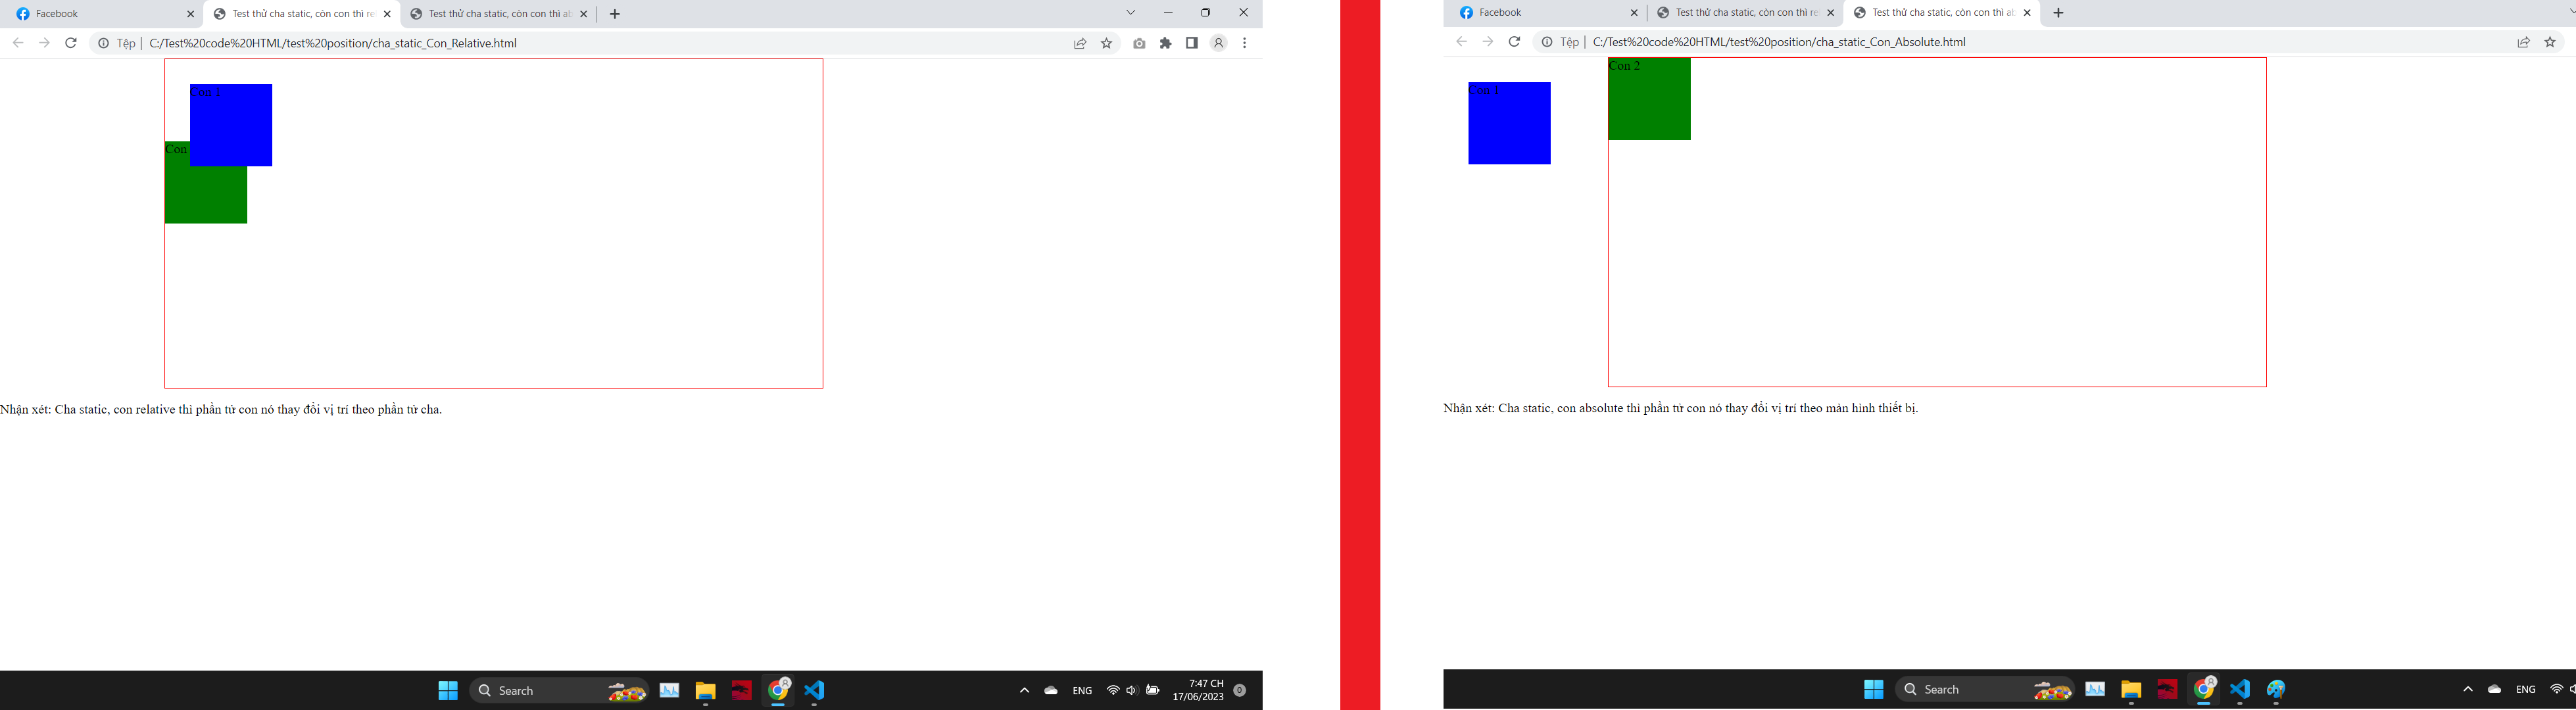 Facebook
Test thử cha static, còn con thì re
Test thử cha static, còn con thì ab
Tệp
C:/Test%20code%20HTML/test%20position/cha_static_Con_Relative.html
Con 1
Con
Nhận xét: Cha static, con relative thì phần tử con nó thay đổi vị trí theo phần tử cha.
Search
ENG
7:47 CH
17/06/2023
0
Facebook
Test thử cha static, còn con thì re
Test thử cha static, còn con thì ab
Tệp
C:/Test%20code%20HTML/test%20position/cha_static_Con_Absolute.html
Con 2
Con 1
Nhận xét: Cha static, con absolute thì phần tử con nó thay đổi vị trí theo màn hình thiết bị.
Search
ENG